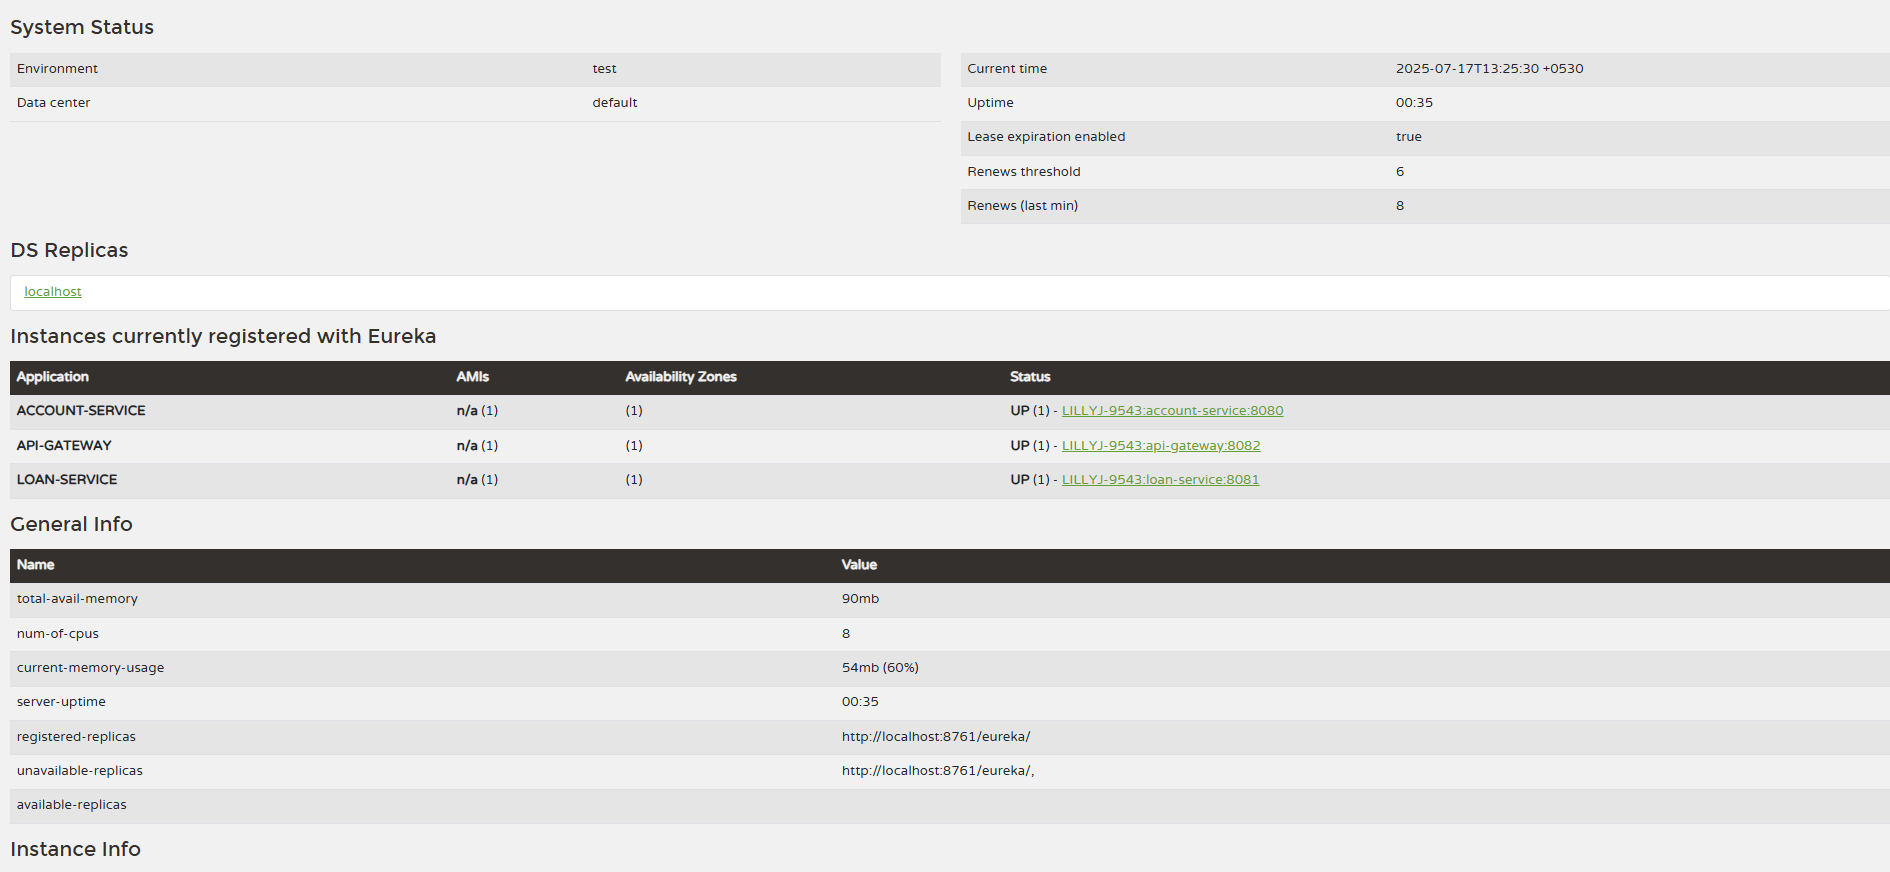 System Status
Environment test
Data center default
Current time 2025-07-17T13:25:30 +0530
Uptime 00:35
Lease expiration enabled true
Renews threshold 6
Renews (last min) 8
DS Replicas
localhost
Instances currently registered with Eureka
Application AMIs Availability Zones Status
ACCOUNT-SERVICE n/a (1) (1) UP (1) - LILLYJ-9543:account-service:8080
API-GATEWAY n/a (1) (1) UP (1) - LILLYJ-9543:api-gateway:8082
LOAN-SERVICE n/a (1) (1) UP (1) - LILLYJ-9543:loan-service:8081
General Info
Name Value
total-avail-memory 90mb
num-of-cpus 8
current-memory-usage 54mb (60%)
server-uptime 00:35
registered-replicas http://localhost:8761/eureka/
unavailable-replicas http://localhost:8761/eureka/,
available-replicas
Instance Info